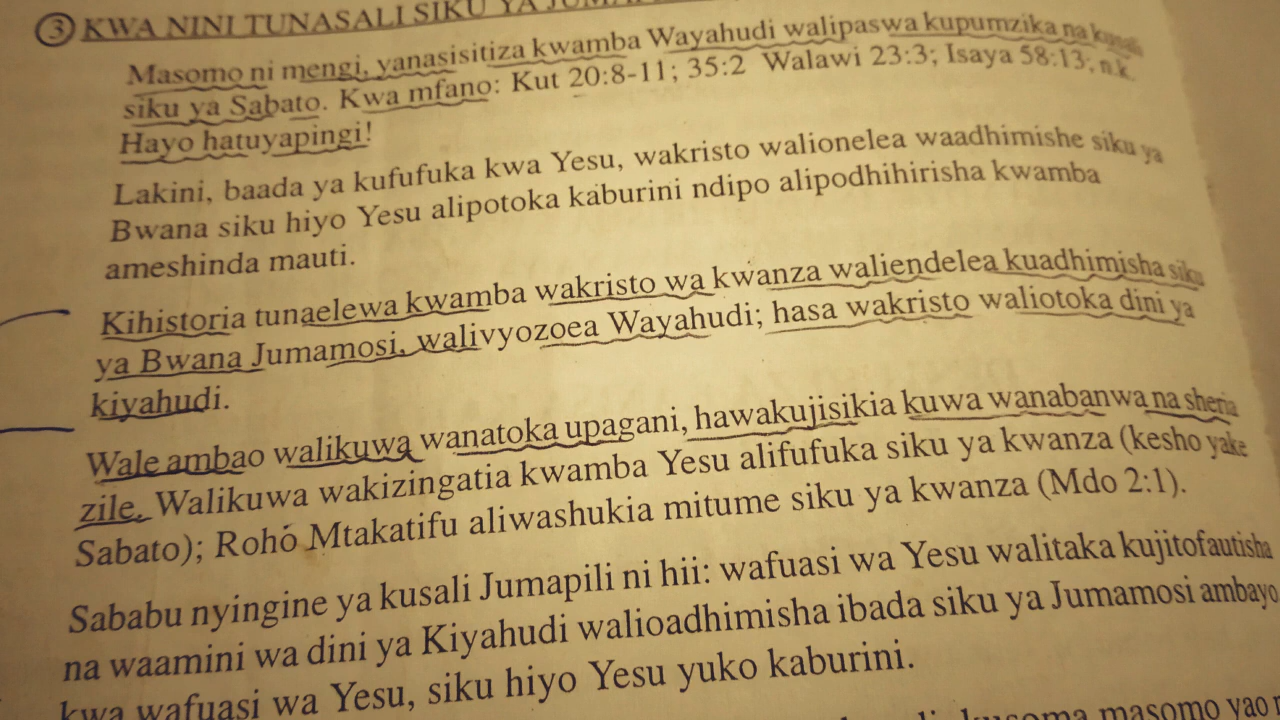 ③ KWA NINI TUNASALI SIKU YA
Masomo ni mengi, yanasisitiza kwamba Wayahudi walipaswa kupumzika na kusali
siku ya Sabato. Kwa mfano: Kut 20:8-11; 35:2 Walawi 23:3; Isaya 58:13; n.k.
Hayo hatuyapingi!
Lakini, baada ya kufufuka kwa Yesu, wakristo walionelea waadhimishe siku ya
Bwana siku hiyo Yesu alipotoka kaburini ndipo alipodhihirisha kwamba
ameshinda mauti.
Kihistoria tunaelewa kwamba wakristo wa kwanza waliendelea kuadhimisha siku
ya Bwana Jumamosi, walivyozoea Wayahudi; hasa wakristo waliotoka dini ya
kiyahudi.
Wale ambao walikuwa wanatoka upagani, hawakujisikia kuwa wanabanwa na sheria
zile. Walikuwa wakizingatia kwamba Yesu alifufuka siku ya kwanza (kesho yake
Sabato); Roho Mtakatifu aliwashukia mitume siku ya kwanza (Mdo 2:1).
Sababu nyingine ya kusali Jumapili ni hii: wafuasi wa Yesu walitaka kujitofautisha
na waamini wa dini ya Kiyahudi walioadhimisha ibada siku ya Jumamosi ambayo
kwa wafuasi wa Yesu, siku hiyo Yesu yuko kaburini.
kusoma masomo yao